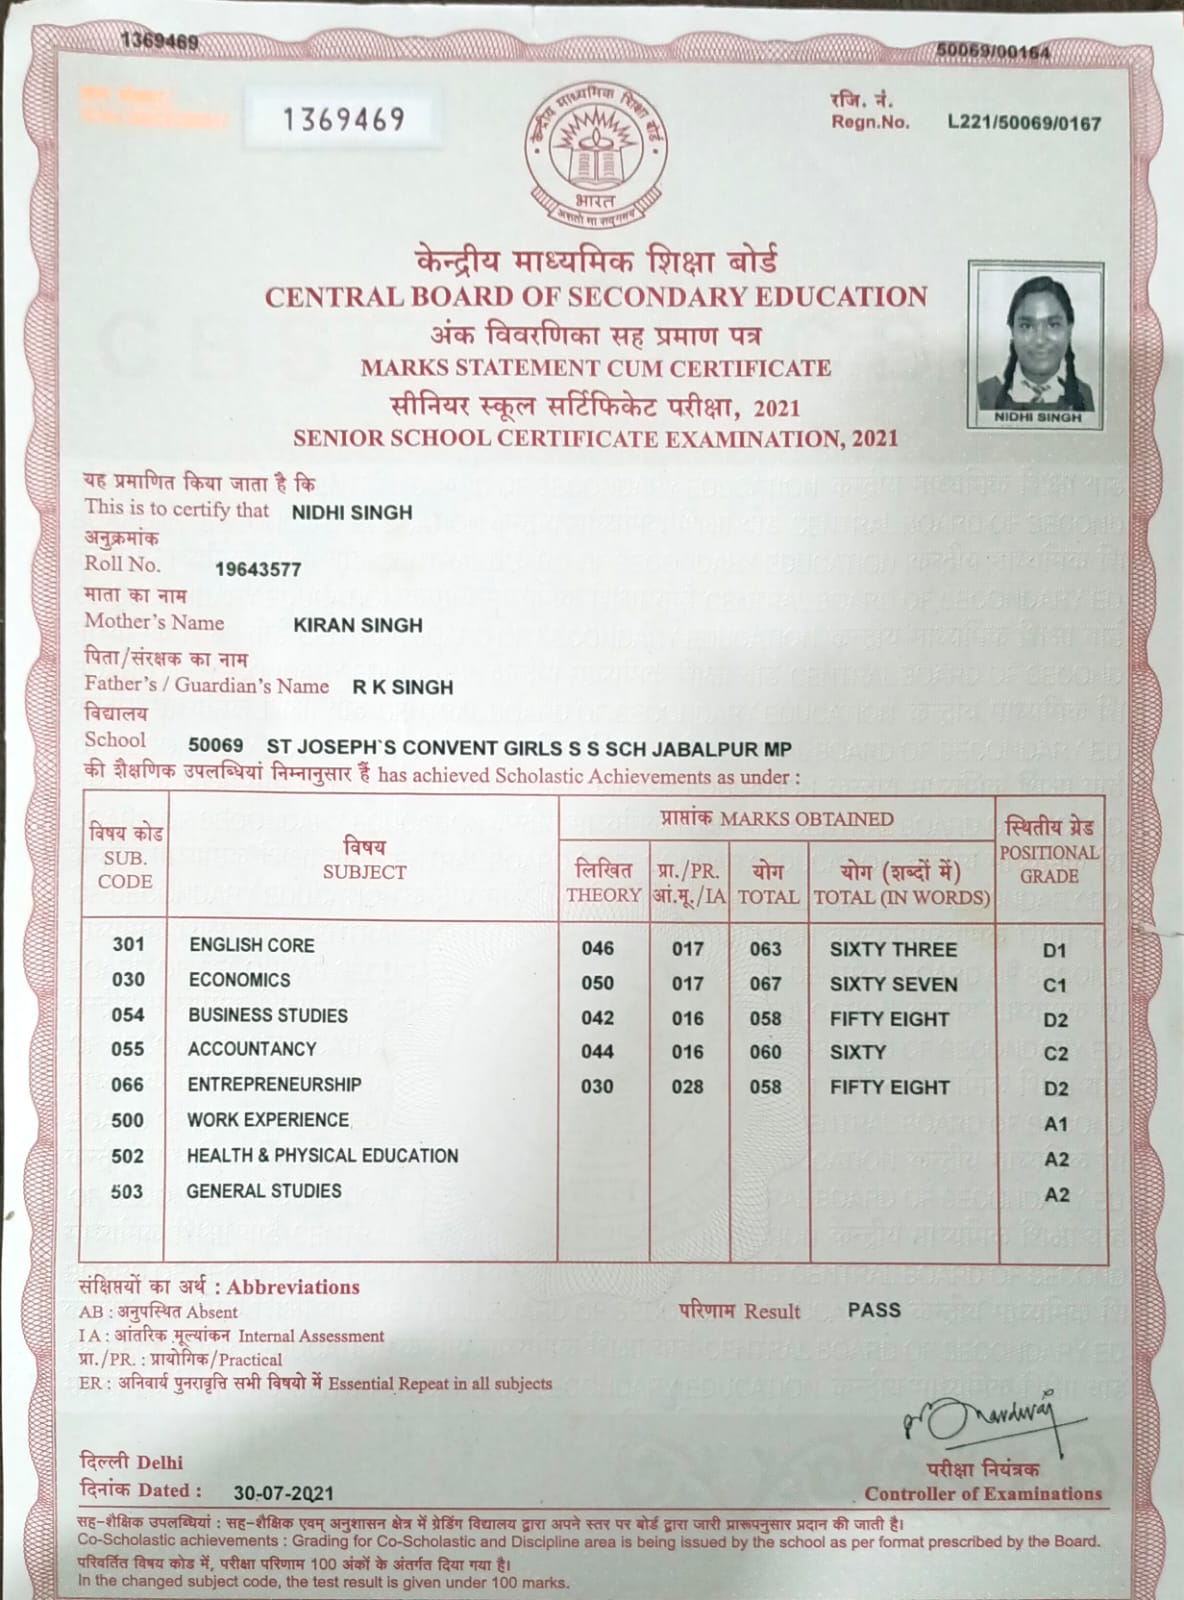 1369469
50069/00164
1369469
रजि. नं.
Regn.No. L221/50069/0167
केन्द्रीय माध्यमिक शिक्षा बोर्ड
भारत
असतो मा सद्गमय
केन्द्रीय माध्यमिक शिक्षा बोर्ड
CENTRAL BOARD OF SECONDARY EDUCATION
अंक विवरणिका सह प्रमाण पत्र
MARKS STATEMENT CUM CERTIFICATE
सीनियर स्कूल सर्टिफिकेट परीक्षा, 2021
SENIOR SCHOOL CERTIFICATE EXAMINATION, 2021
NIDHI SINGH
यह प्रमाणित किया जाता है कि
This is to certify that NIDHI SINGH
अनुक्रमांक
Roll No. 19643577
माता का नाम
Mother's Name KIRAN SINGH
पिता/संरक्षक का नाम
Father's / Guardian's Name R K SINGH
विद्यालय
School 50069 ST JOSEPH`S CONVENT GIRLS S S SCH JABALPUR MP
की शैक्षणिक उपलब्धियां निम्नानुसार हैं has achieved Scholastic Achievements as under :
विषय कोड
SUB.
CODE
विषय
SUBJECT
प्राप्तांक MARKS OBTAINED
लिखित
THEORY
प्रा./PR.
आं.मू./IA
योग
TOTAL
योग (शब्दों में)
TOTAL (IN WORDS)
स्थितीय ग्रेड
POSITIONAL
GRADE
301 ENGLISH CORE 046 017 063 SIXTY THREE D1
030 ECONOMICS 050 017 067 SIXTY SEVEN C1
054 BUSINESS STUDIES 042 016 058 FIFTY EIGHT D2
055 ACCOUNTANCY 044 016 060 SIXTY C2
066 ENTREPRENEURSHIP 030 028 058 FIFTY EIGHT D2
500 WORK EXPERIENCE A1
502 HEALTH & PHYSICAL EDUCATION A2
503 GENERAL STUDIES A2
संक्षिप्तियों का अर्थ : Abbreviations
AB : अनुपस्थित Absent
परिणाम Result PASS
I A : आंतरिक मूल्यांकन Internal Assessment
प्रा./PR. : प्रायोगिक/Practical
ER : अनिवार्य पुनरावृत्ति सभी विषयो में Essential Repeat in all subjects
दिल्ली Delhi
दिनांक Dated : 30-07-2021
परीक्षा नियंत्रक
Controller of Examinations
सह-शैक्षिक उपलब्धियां : सह-शैक्षिक एवम् अनुशासन क्षेत्र में ग्रेडिंग विद्यालय द्वारा अपने स्तर पर बोर्ड द्वारा जारी प्रारूपनुसार प्रदान की जाती है।
Co-Scholastic achievements : Grading for Co-Scholastic and Discipline area is being issued by the school as per format prescribed by the Board.
परिवर्तित विषय कोड में, परीक्षा परिणाम 100 अंकों के अंतर्गत दिया गया है।
In the changed subject code, the test result is given under 100 marks.